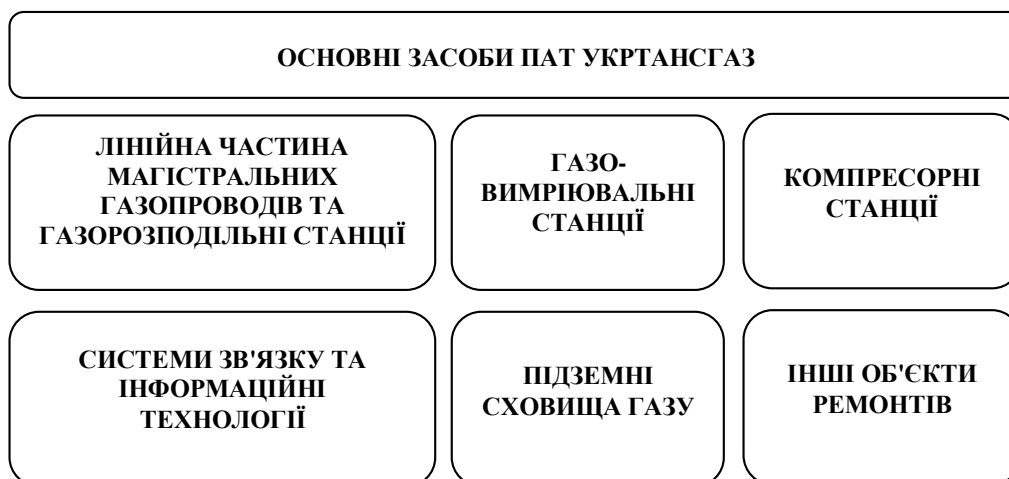 ОСНОВНІ ЗАСОБИ ПАТ УКРТАНСГАЗ
ЛІНІЙНА ЧАСТИНА
МАГІСТРАЛЬНИХ
ГАЗОПРОВОДІВ ТА
ГАЗОРОЗПОДІЛЬНІ СТАНЦІЇ
ГАЗО-
ВИМРІЮВАЛЬНІ
СТАНЦІЇ
КОМПРЕСОРНІ
СТАНЦІЇ
СИСТЕМИ ЗВ'ЯЗКУ ТА
ІНФОРМАЦІЙНІ
ТЕХНОЛОГІЇ
ПІДЗЕМНІ
СХОВИЩА ГАЗУ
ІНШІ ОБ'ЄКТИ
РЕМОНТІВ